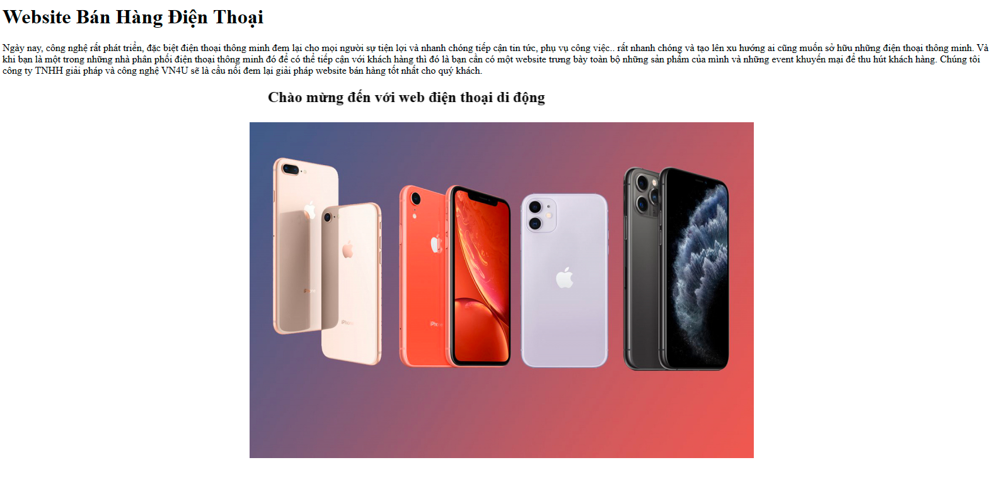 Website Bán Hàng Điện Thoại
Ngày nay, công nghệ rất phát triển, đặc biệt điện thoại thông minh đem lại cho mọi người sự tiện lợi và nhanh chóng tiếp cận tin tức, phụ vụ công việc.. rất nhanh chóng và tạo lên xu hướng ai cũng muốn sở hữu những điện thoại thông minh. Và
khi bạn là một trong những nhà phân phối điện thoại thông minh đó để có thể tiếp cận với khách hàng thì đó là bạn cần có một website trưng bày toàn bộ những sản phẩm của mình và những event khuyến mại để thu hút khách hàng. Chúng tôi
công ty TNHH giải pháp và công nghệ VN4U sẽ là cầu nối đem lại giải pháp website bán hàng tốt nhất cho quý khách.
Chào mừng đến với web điện thoại di động
iPhone
iPhone
iPhone